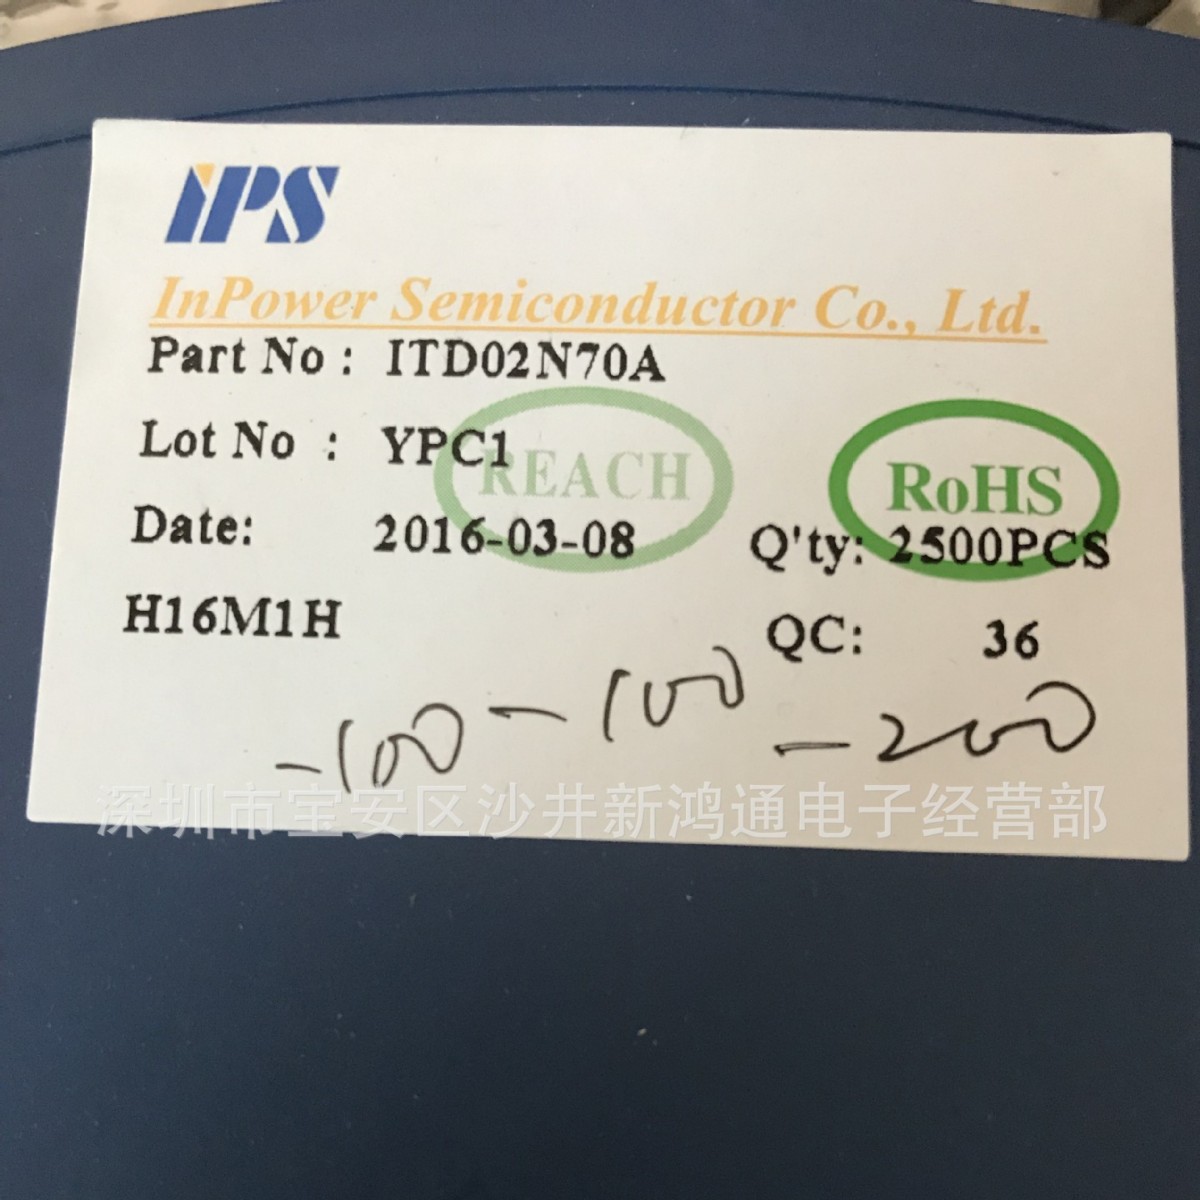 iPS
InPower Semiconductor Co., Ltd.
Part No : ITD02N70A
Lot No : YPC1
REACH
RoHS
Date: 2016-03-08 Q'ty: 2500PCS
H16M1H QC: 36
-100 - 100 - 200
深圳市宝安区沙井新鸿通电子经营部